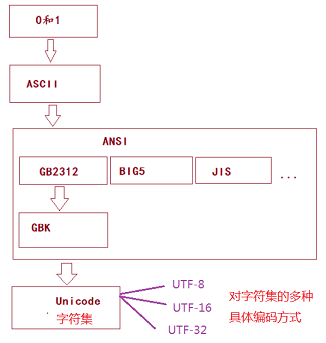 0和1
ASCII
ANSI
GB2312 BIG5 JIS ...
GBK
Unicode
字符集
UTF-8
UTF-16
UTF-32
对字符集的多种
具体编码方式